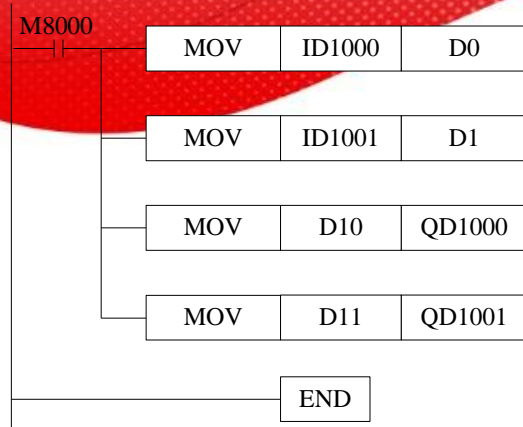 M8000
MOV ID1000 D0
MOV ID1001 D1
MOV D10 QD1000
MOV D11 QD1001
END